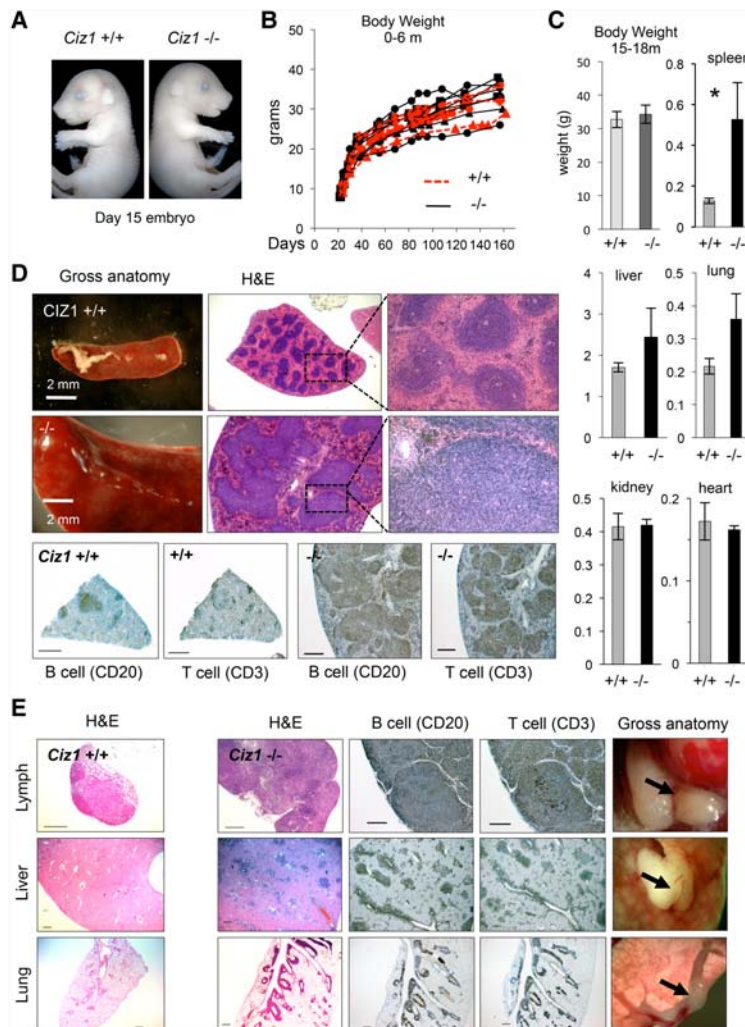 A
Ciz1 +/+
Ciz1 -/-
Day 15 embryo
B
Body Weight
0-6 m
grams
50
40
30
20
10
0
+/+
-/-
Days
0 20 40 60 80 100 120 140 160
C
Body Weight
15-18m
weight (g)
60
50
40
30
20
10
0
+/+ -/-
spleen
0.8
0.6
0.4
0.2
0
*
+/+ -/-
liver
4
3
2
1
0
+/+ -/-
lung
0.5
0.4
0.3
0.2
0.1
0
+/+ -/-
kidney
0.5
0.4
0.3
0.2
0.1
0
+/+ -/-
heart
0.2
0.1
0
+/+ -/-
D
Gross anatomy
H&E
CIZ1 +/+
2 mm
-/-
2 mm
Ciz1 +/+
+/+
-/-
-/-
B cell (CD20)
T cell (CD3)
B cell (CD20)
T cell (CD3)
E
H&E
H&E
B cell (CD20)
T cell (CD3)
Gross anatomy
Lymph
Ciz1 +/+
Ciz1 -/-
Liver
Lung